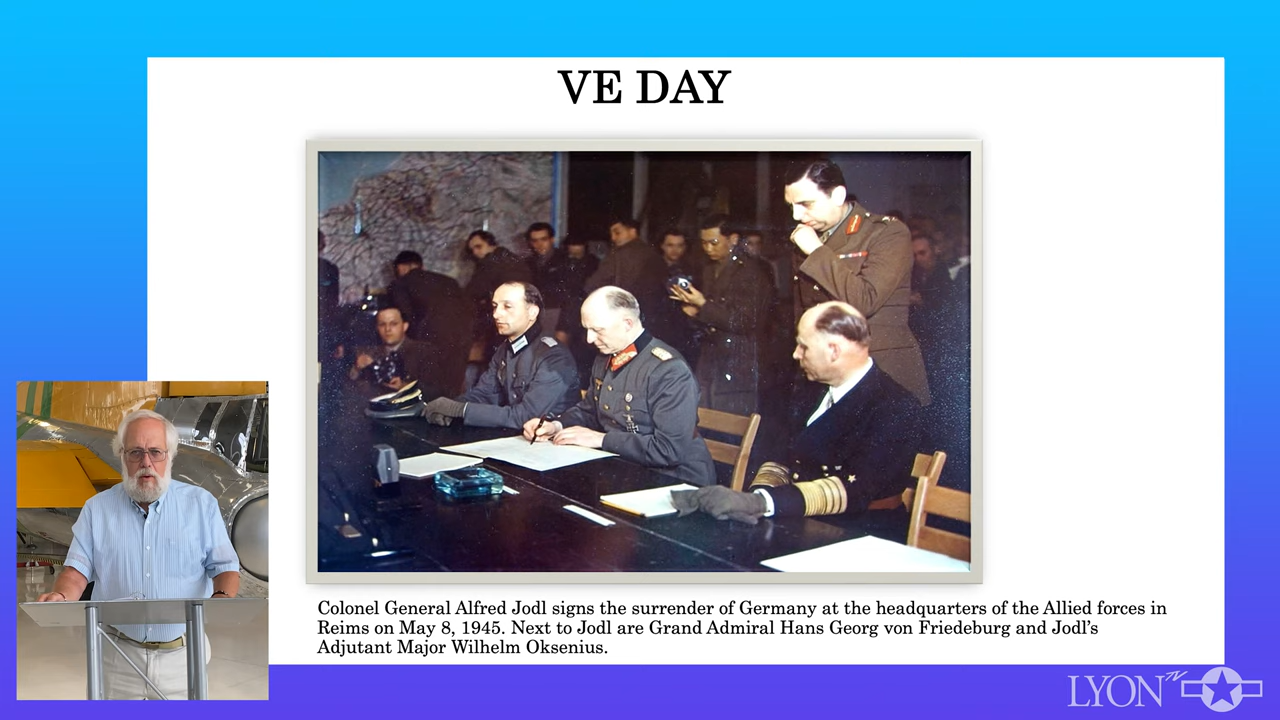 VE DAY
Colonel General Alfred Jodl signs the surrender of Germany at the headquarters of the Allied forces in
Reims on May 8, 1945. Next to Jodl are Grand Admiral Hans Georg von Friedeburg and Jodl's
Adjutant Major Wilhelm Oksenius.
LYON TV